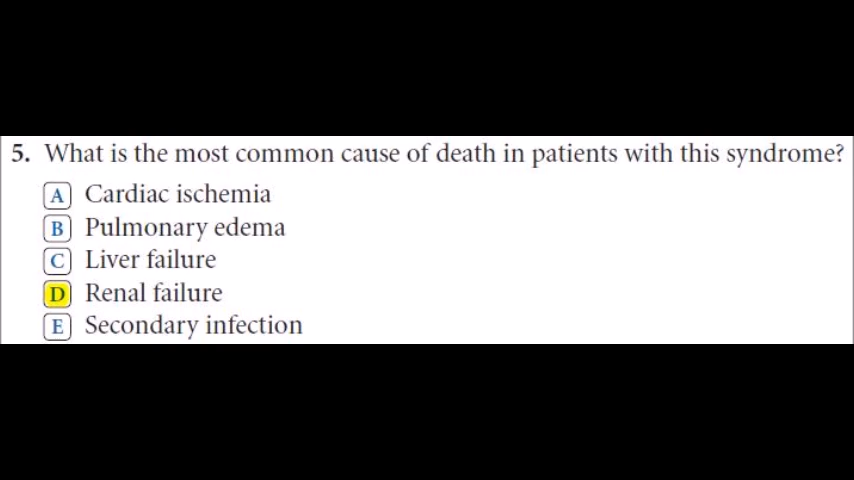 5. What is the most common cause of death in patients with this syndrome?
A Cardiac ischemia
B Pulmonary edema
C Liver failure
D Renal failure
E Secondary infection